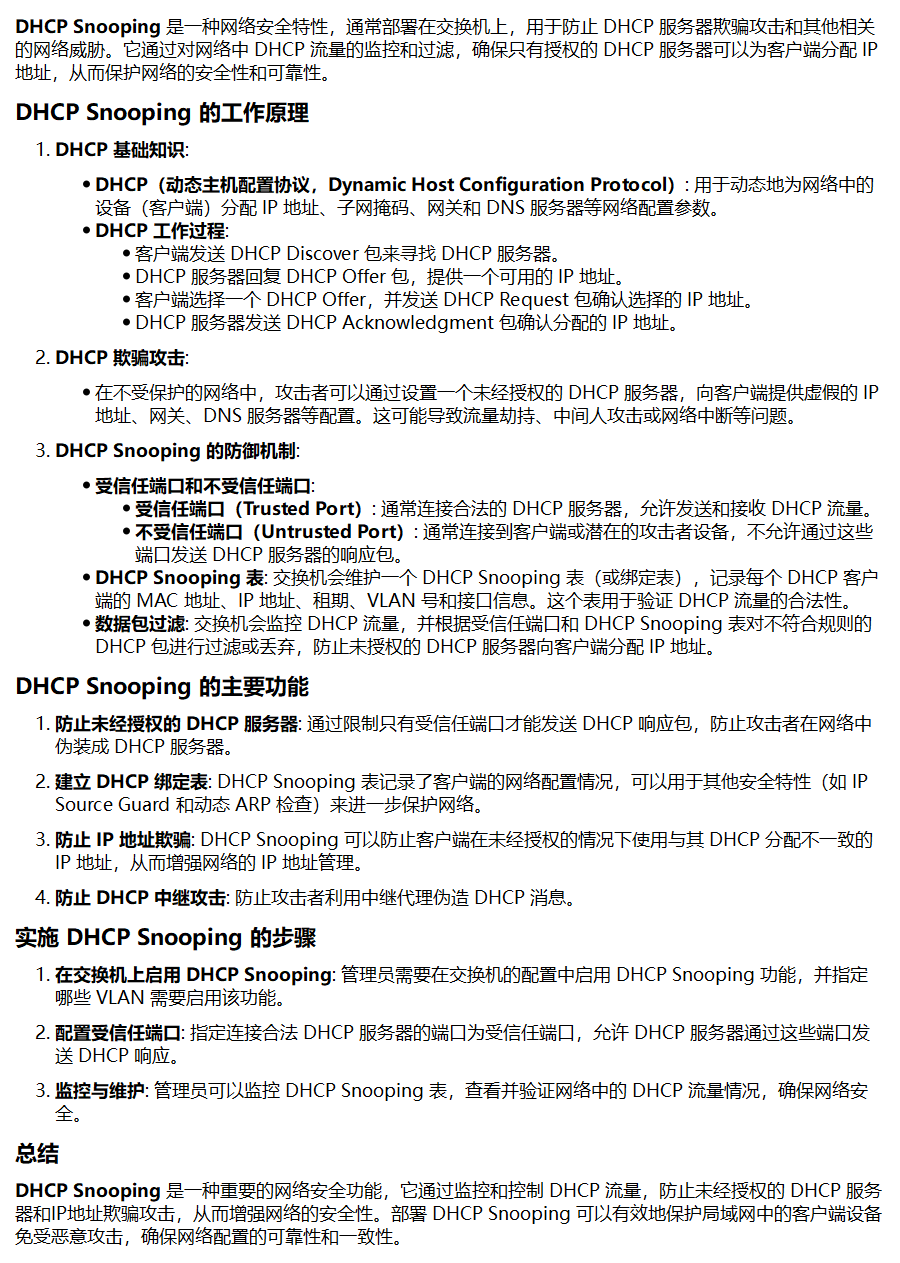 DHCP Snooping 是一种网络安全特性，通常部署在交换机上，用于防止 DHCP 服务器欺骗攻击和其他相关
的网络威胁。它通过对网络中 DHCP 流量的监控和过滤，确保只有授权的 DHCP 服务器可以为客户端分配 IP
地址，从而保护网络的安全性和可靠性。
DHCP Snooping 的工作原理
1. DHCP 基础知识:
• DHCP（动态主机配置协议，Dynamic Host Configuration Protocol）: 用于动态地为网络中的
设备（客户端）分配 IP 地址、子网掩码、网关和 DNS 服务器等网络配置参数。
• DHCP 工作过程:
• 客户端发送 DHCP Discover 包来寻找 DHCP 服务器。
• DHCP 服务器回复 DHCP Offer 包，提供一个可用的 IP 地址。
• 客户端选择一个 DHCP Offer，并发送 DHCP Request 包确认选择的 IP 地址。
• DHCP 服务器发送 DHCP Acknowledgment 包确认分配的 IP 地址。
2. DHCP 欺骗攻击:
• 在不受保护的网络中，攻击者可以通过设置一个未经授权的 DHCP 服务器，向客户端提供虚假的 IP
地址、网关、DNS 服务器等配置。这可能导致流量劫持、中间人攻击或网络中断等问题。
3. DHCP Snooping 的防御机制:
• 受信任端口和不受信任端口:
• 受信任端口（Trusted Port）: 通常连接合法的 DHCP 服务器，允许发送和接收 DHCP 流量。
• 不受信任端口（Untrusted Port）: 通常连接到客户端或潜在的攻击者设备，不允许通过这些
端口发送 DHCP 服务器的响应包。
• DHCP Snooping 表: 交换机会维护一个 DHCP Snooping 表（或绑定表），记录每个 DHCP 客户
端的 MAC 地址、IP 地址、租期、VLAN 号和接口信息。这个表用于验证 DHCP 流量的合法性。
• 数据包过滤: 交换机会监控 DHCP 流量，并根据受信任端口和 DHCP Snooping 表对不符合规则的
DHCP 包进行过滤或丢弃，防止未授权的 DHCP 服务器向客户端分配 IP 地址。
DHCP Snooping 的主要功能
1. 防止未经授权的 DHCP 服务器: 通过限制只有受信任端口才能发送 DHCP 响应包，防止攻击者在网络中
伪装成 DHCP 服务器。
2. 建立 DHCP 绑定表: DHCP Snooping 表记录了客户端的网络配置情况，可以用于其他安全特性（如 IP
Source Guard 和动态 ARP 检查）来进一步保护网络。
3. 防止 IP 地址欺骗: DHCP Snooping 可以防止客户端在未经授权的情况下使用与其 DHCP 分配不一致的
IP 地址，从而增强网络的 IP 地址管理。
4. 防止 DHCP 中继攻击: 防止攻击者利用中继代理伪造 DHCP 消息。
实施 DHCP Snooping 的步骤
1. 在交换机上启用 DHCP Snooping: 管理员需要在交换机的配置中启用 DHCP Snooping 功能，并指定
哪些 VLAN 需要启用该功能。
2. 配置受信任端口: 指定连接合法 DHCP 服务器的端口为受信任端口，允许 DHCP 服务器通过这些端口发
送 DHCP 响应。
3. 监控与维护: 管理员可以监控 DHCP Snooping 表，查看并验证网络中的 DHCP 流量情况，确保网络安
全。
总结
DHCP Snooping 是一种重要的网络安全功能，它通过监控和控制 DHCP 流量，防止未经授权的 DHCP 服务
器和IP地址欺骗攻击，从而增强网络的安全性。部署 DHCP Snooping 可以有效地保护局域网中的客户端设备
免受恶意攻击，确保网络配置的可靠性和一致性。